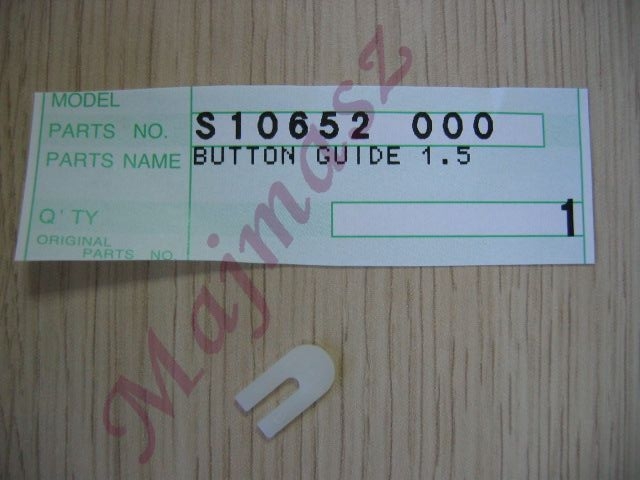 MODEL
PARTS NO. S10652 000
PARTS NAME BUTTON GUIDE 1.5
Q'TY 1
ORIGINAL
PARTS NO
Majmasz